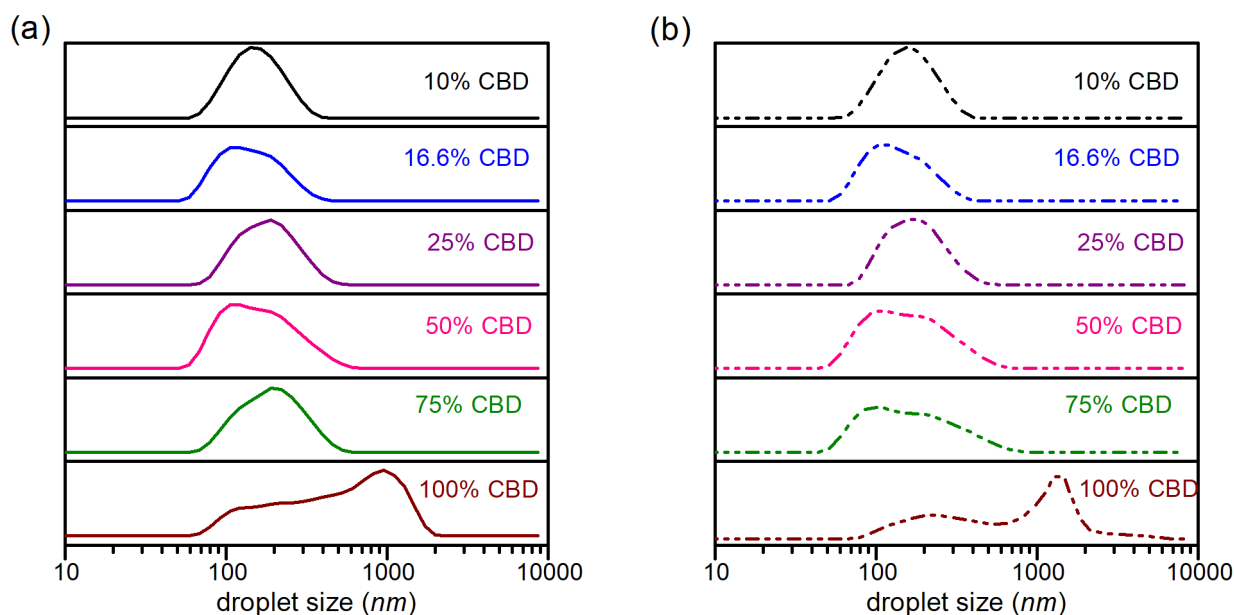 (a)
10% CBD
16.6% CBD
25% CBD
50% CBD
75% CBD
100% CBD
10 100 1000 10000
droplet size (nm)
(b)
10% CBD
16.6% CBD
25% CBD
50% CBD
75% CBD
100% CBD
10 100 1000 10000
droplet size (nm)